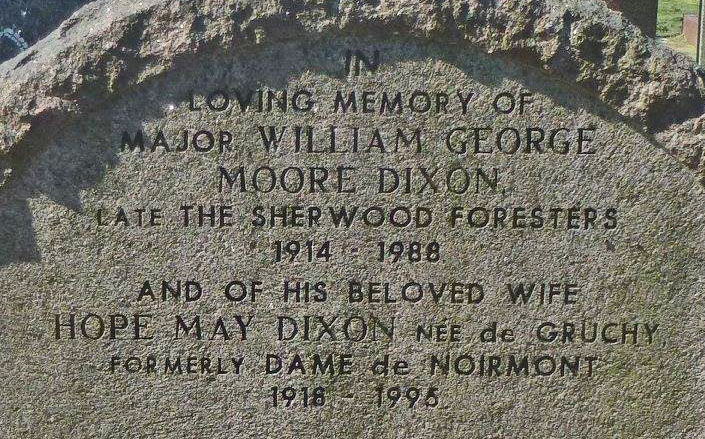 IN
LOVING MEMORY OF
MAJOR WILLIAM GEORGE
MOORE DIXON,
LATE THE SHERWOOD FORESTERS
1914 - 1988
AND OF HIS BELOVED WIFE
HOPE MAY DIXON NÉE de GRUCHY,
FORMERLY DAME de NOIRMONT
1918 - 1995